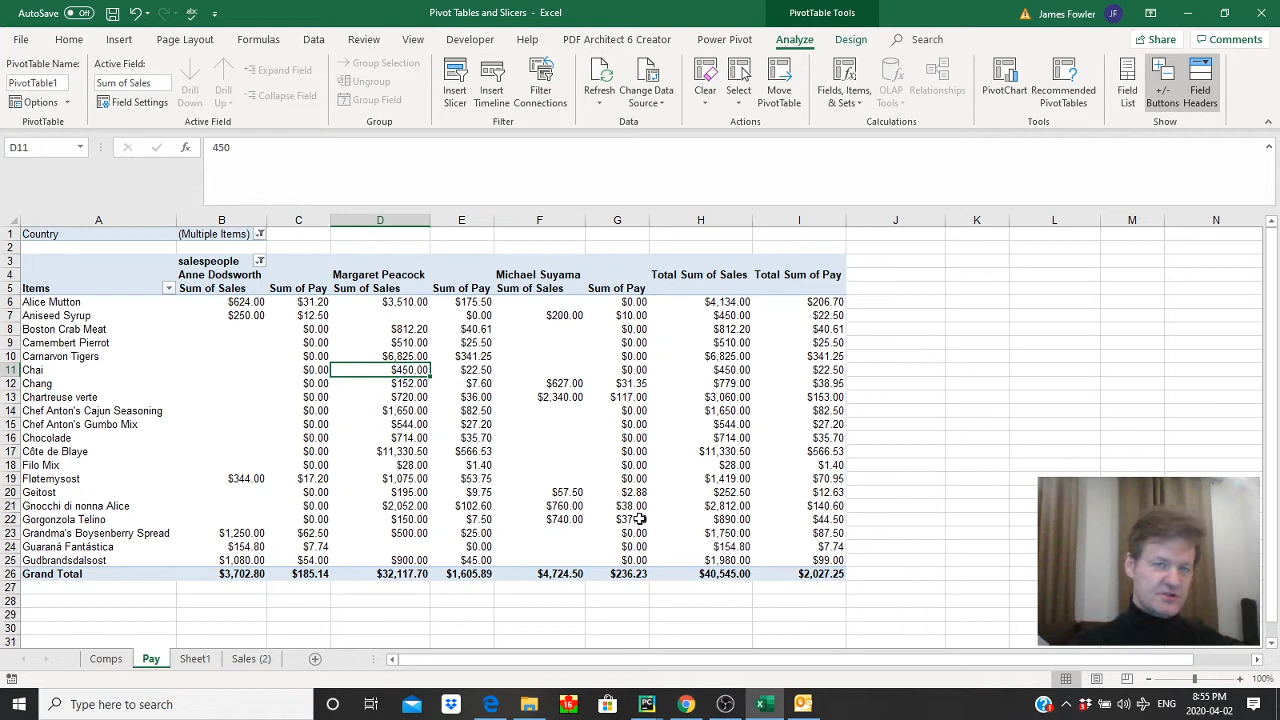 AutoSave Off
Pivot Tables and Slicers - Excel
PivotTable Tools
James Fowler JF
File Home Insert Page Layout Formulas Data Review View Developer Help PDF Architect 6 Creator Power Pivot Analyze Design Search Share Comments
PivotTable Name:
PivotTable1
Options
PivotTable
Active Field:
Sum of Sales
Field Settings
Drill Down
Drill Up
Expand Field
Collapse Field
Active Field
Group Selection
Ungroup
Group Field
Group
Insert Slicer
Insert Timeline
Filter Connections
Filter
Refresh
Change Data Source
Data
Clear
Select
Move PivotTable
Actions
Fields, Items, & Sets
OLAP Tools
Relationships
Calculations
PivotChart
Recommended PivotTables
Tools
Field List
+/- Buttons
Field Headers
Show
D11 fx 450
A B C D E F G H I J K L M N
1 Country (Multiple Items)
2
3 salespeople
4 Anne Dodsworth Margaret Peacock Michael Suyama Total Sum of Sales Total Sum of Pay
5 Items Sum of Sales Sum of Pay Sum of Sales Sum of Pay Sum of Sales Sum of Pay
6 Alice Mutton $624.00 $31.20 $3,510.00 $175.50 $0.00 $4,134.00 $206.70
7 Aniseed Syrup $250.00 $12.50 $0.00 $200.00 $10.00 $450.00 $22.50
8 Boston Crab Meat $0.00 $812.20 $40.61 $0.00 $812.20 $40.61
9 Camembert Pierrot $0.00 $510.00 $25.50 $0.00 $510.00 $25.50
10 Carnarvon Tigers $0.00 $6,825.00 $341.25 $0.00 $6,825.00 $341.25
11 Chai $0.00 $450.00 $22.50 $0.00 $450.00 $22.50
12 Chang $0.00 $152.00 $7.60 $627.00 $31.35 $779.00 $38.95
13 Chartreuse verte $0.00 $720.00 $36.00 $2,340.00 $117.00 $3,060.00 $153.00
14 Chef Anton's Cajun Seasoning $0.00 $1,650.00 $82.50 $0.00 $1,650.00 $82.50
15 Chef Anton's Gumbo Mix $0.00 $544.00 $27.20 $0.00 $544.00 $27.20
16 Chocolade $0.00 $714.00 $35.70 $0.00 $714.00 $35.70
17 Côte de Blaye $0.00 $11,330.50 $566.53 $0.00 $11,330.50 $566.53
18 Filo Mix $0.00 $28.00 $1.40 $0.00 $28.00 $1.40
19 Fløtemysost $344.00 $17.20 $1,075.00 $53.75 $0.00 $1,419.00 $70.95
20 Geitost $0.00 $195.00 $9.75 $57.50 $2.88 $252.50 $12.63
21 Gnocchi di nonna Alice $0.00 $2,052.00 $102.60 $760.00 $38.00 $2,812.00 $140.60
22 Gorgonzola Telino $0.00 $150.00 $7.50 $740.00 $890.00 $44.50
23 Grandma's Boysenberry Spread $1,250.00 $62.50 $500.00 $25.00 $0.00 $1,750.00 $87.50
24 Guaraná Fantástica $154.80 $7.74 $0.00 $0.00 $154.80 $7.74
25 Gudbrandsdalsost $1,080.00 $54.00 $900.00 $45.00 $0.00 $1,980.00 $99.00
26 Grand Total $3,702.80 $185.14 $32,117.70 $1,605.89 $4,724.50 $236.23 $40,545.00 $2,027.25
27
28
29
30
31
Comps Pay Sheet1 Sales (2)
100%
Type here to search
ENG
8:55 PM
2020-04-02